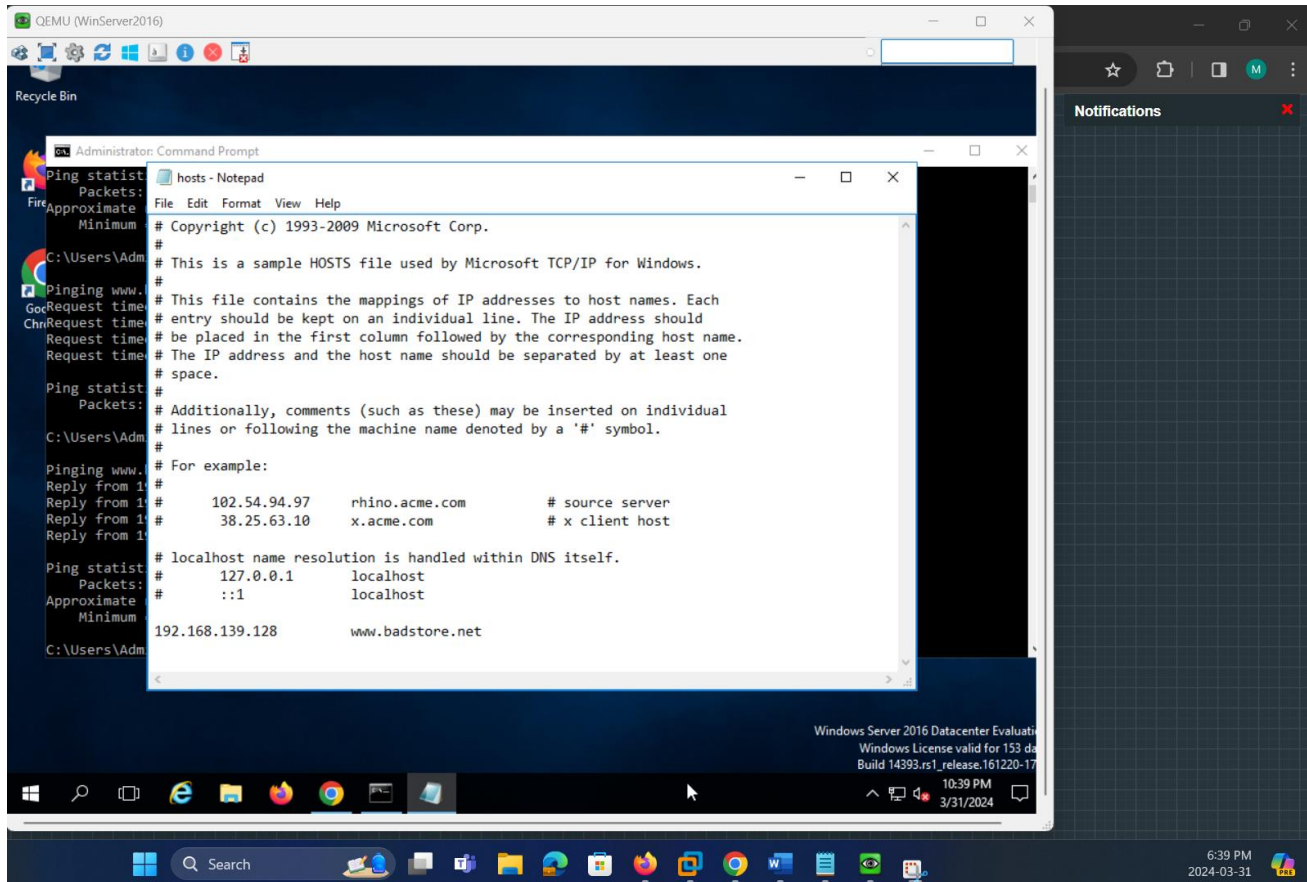 QEMU (WinServer2016)
M
Recycle Bin
Notifications
Administrator: Command Prompt
Ping statist
Packets:
Approximate
Minimum
C:\Users\Adm
Pinging www.
Request time
Request time
Request time
Request time
Ping statist
Packets:
C:\Users\Adm
Pinging www.
Reply from 19
Reply from 19
Reply from 19
Reply from 19
Ping statist
Packets:
Approximate
Minimum
C:\Users\Adm
Fire
Goo
Chr
hosts - Notepad
File Edit Format View Help
# Copyright (c) 1993-2009 Microsoft Corp.
#
# This is a sample HOSTS file used by Microsoft TCP/IP for Windows.
#
# This file contains the mappings of IP addresses to host names. Each
# entry should be kept on an individual line. The IP address should
# be placed in the first column followed by the corresponding host name.
# The IP address and the host name should be separated by at least one
# space.
#
# Additionally, comments (such as these) may be inserted on individual
# lines or following the machine name denoted by a '#' symbol.
#
# For example:
#
# 102.54.94.97 rhino.acme.com # source server
# 38.25.63.10 x.acme.com # x client host

# localhost name resolution is handled within DNS itself.
# 127.0.0.1 localhost
# ::1 localhost

192.168.139.128 www.badstore.net
Windows Server 2016 Datacenter Evaluati
Windows License valid for 153 da
Build 14393.rs1_release.161220-17
10:39 PM
3/31/2024
Search
6:39 PM
2024-03-31
PRE